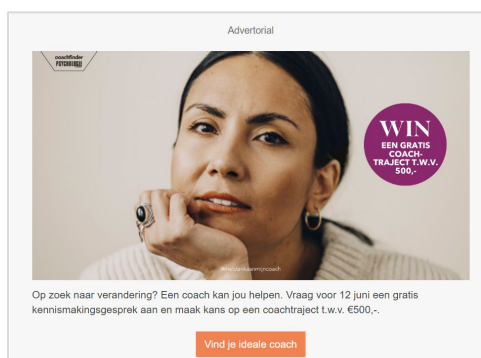 Advertorial
coachfinder
PSYCHOLOGIE
WIN
EEN GRATIS
COACH-
TRAJECT T.W.V.
500,-
Op zoek naar verandering? Een coach kan jou helpen. Vraag voor 12 juni een gratis
kennismakingsgesprek aan en maak kans op een coachtraject t.w.v. €500,-.
Vind je ideale coach